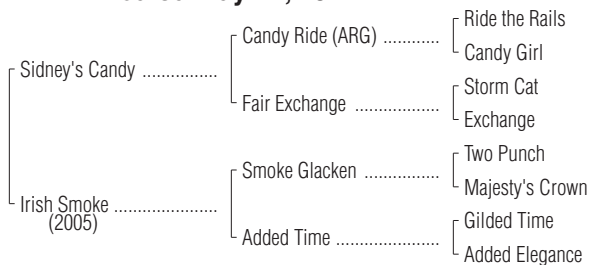 Ride the Rails
Candy Ride (ARG) ............
Candy Girl
Sidney's Candy ................
Storm Cat
Fair Exchange ..................
Exchange
Two Punch
Smoke Glacken ................
Majesty's Crown
Irish Smoke ......................
(2005)
Gilded Time
Added Time ......................
Added Elegance